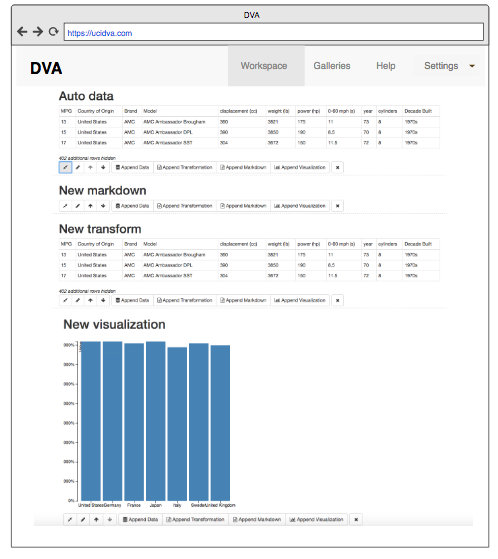 DVA
https://ucidva.com
DVA Workspace Galleries Help Settings
Auto data
MPG Country of Origin Brand Model displacement (cc) weight (lb) power (hp) 0-60 mph (s) year cylinders Decade Built
13 United States AMC AMC Ambassador Brougham 360 3821 175 11 73 8 1970s
15 United States AMC AMC Ambassador DPL 390 3850 190 8.5 70 8 1970s
17 United States AMC AMC Ambassador SST 304 3672 150 11.5 72 8 1970s
402 additional rows hidden
Append Data Append Transformation Append Markdown Append Visualization
New markdown
Append Data Append Transformation Append Markdown Append Visualization
New transform
MPG Country of Origin Brand Model displacement (cc) weight (lb) power (hp) 0-60 mph (s) year cylinders Decade Built
13 United States AMC AMC Ambassador Brougham 360 3821 175 11 73 8 1970s
15 United States AMC AMC Ambassador DPL 390 3850 190 8.5 70 8 1970s
17 United States AMC AMC Ambassador SST 304 3672 150 11.5 72 8 1970s
402 additional rows hidden
Append Data Append Transformation Append Markdown Append Visualization
New visualization
000%
000%
000%
000%
000%
000%
000%
000%
0%
United States Germany France Japan Italy Sweden United Kingdom
Append Data Append Transformation Append Markdown Append Visualization